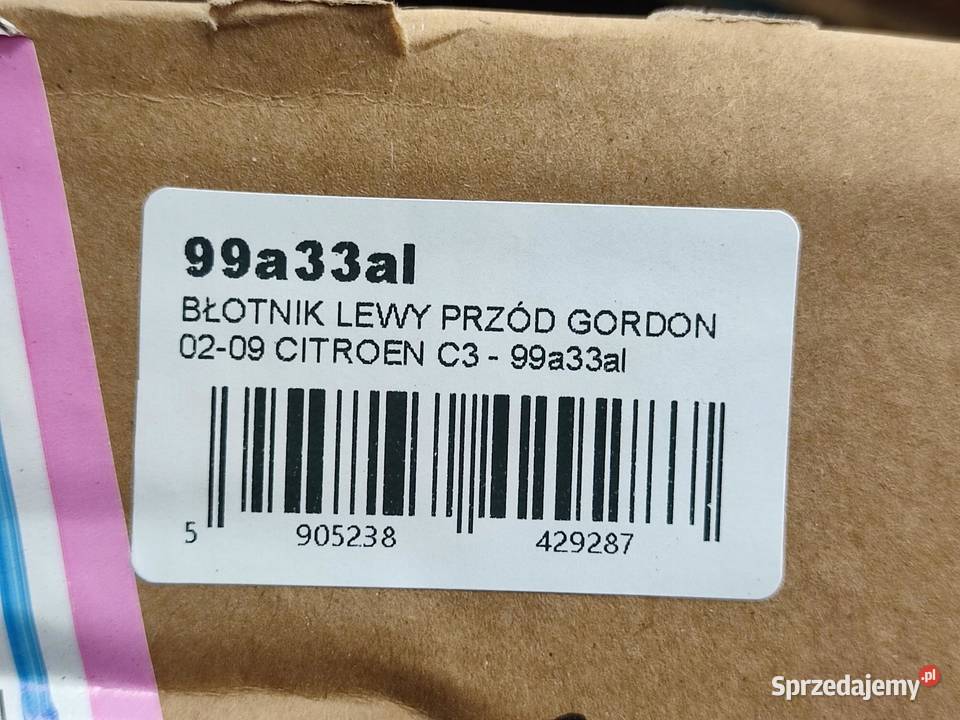 99a33al
BŁOTNIK LEWY PRZÓD GORDON
02-09 CITROEN C3 - 99a33al
5 905238 429287
Sprzedajemy.pl